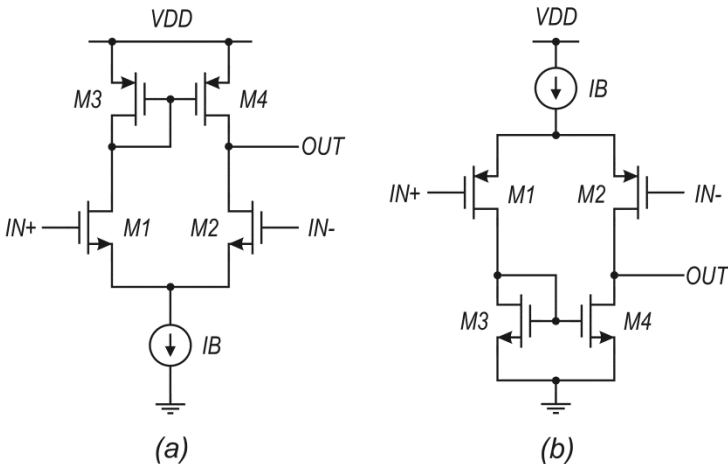 VDD
M3
M4
OUT
IN+
M1
M2
IN-
IB
(a)
VDD
IB
IN+
M1
M2
IN-
OUT
M3
M4
(b)